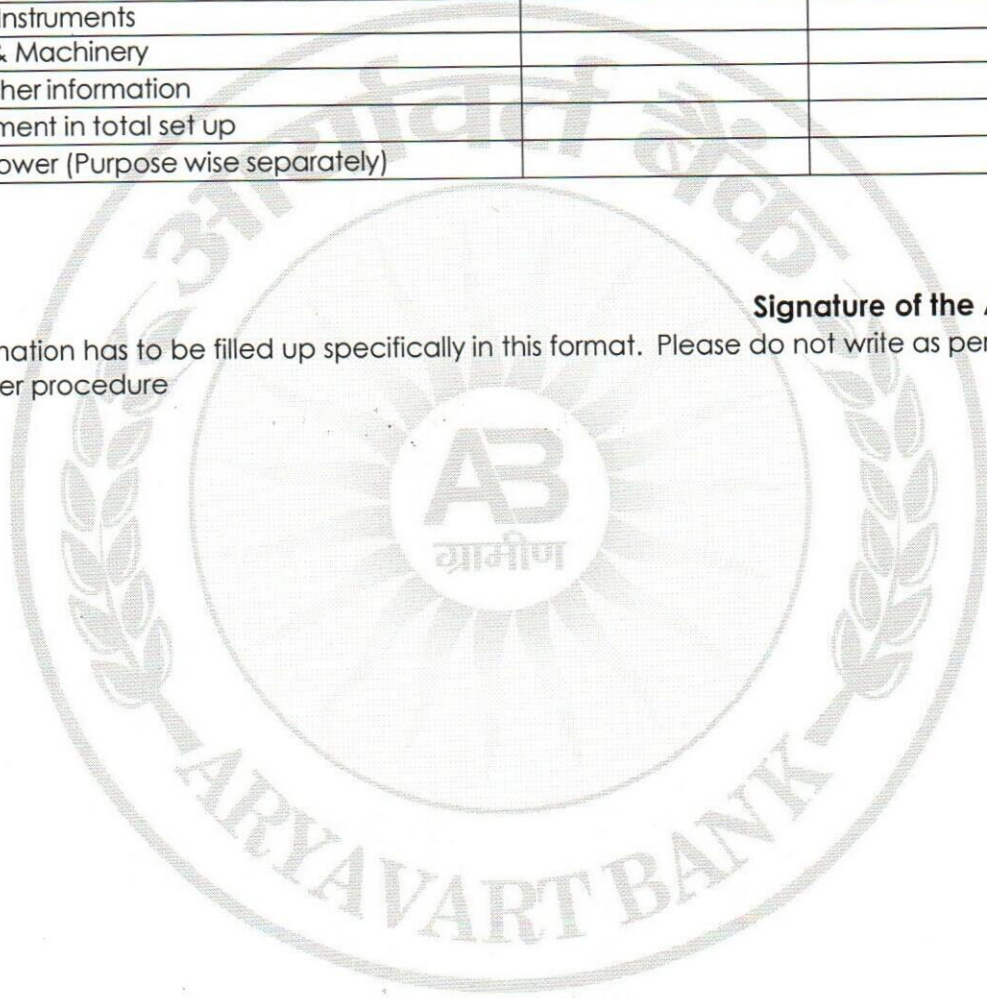 Instruments
& Machinery
her information
ment in total set up
ower (Purpose wise separately)
आर्यावर्त बैंक
Signature of the
nation has to be filled up specifically in this format. Please do not write as per
er procedure
AB
ग्रामीण
ARYAVART BANK